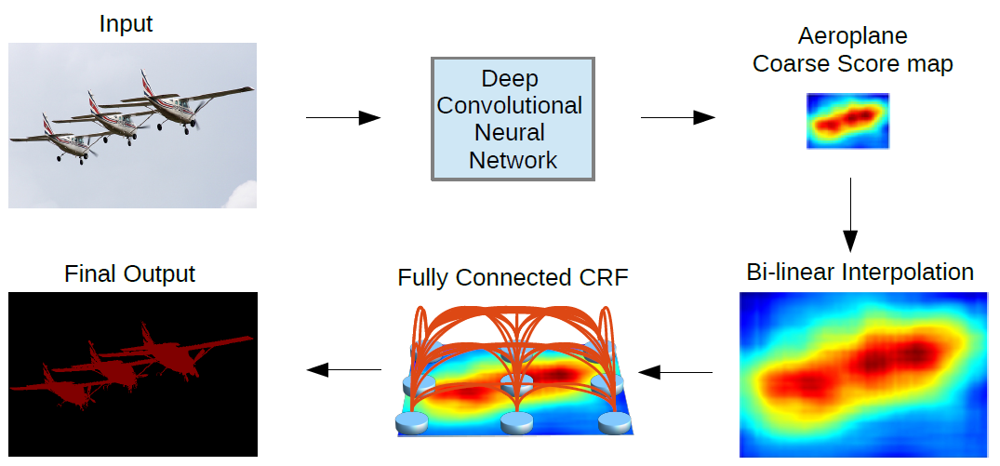 Input
Deep
Convolutional
Neural
Network
Aeroplane
Coarse Score map
Bi-linear Interpolation
Fully Connected CRF
Final Output